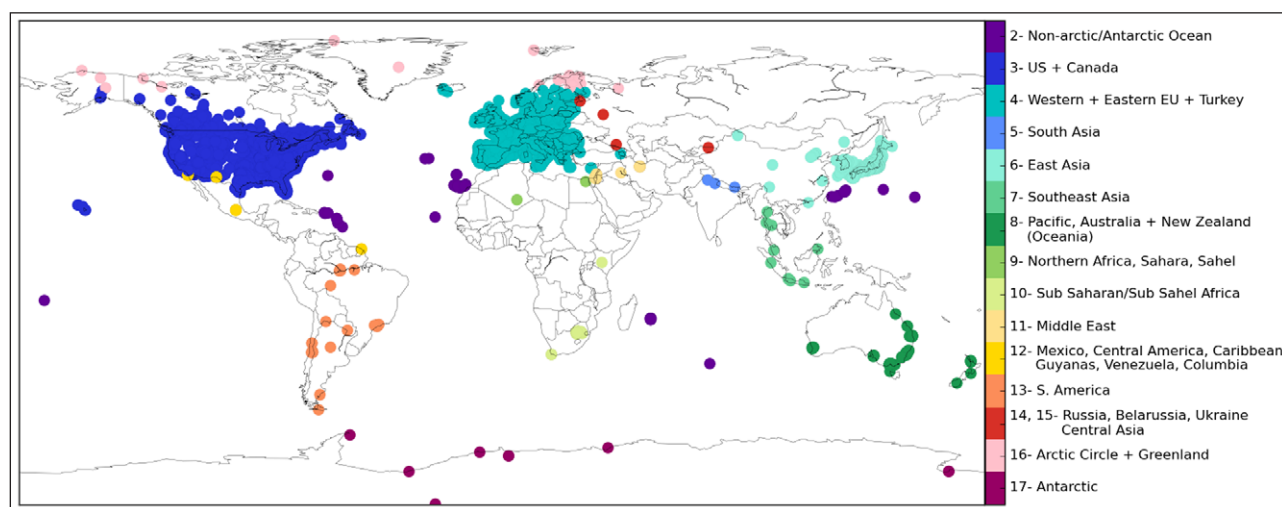 2- Non-arctic/Antarctic Ocean
3- US + Canada
4- Western + Eastern EU + Turkey
5- South Asia
6- East Asia
7- Southeast Asia
8- Pacific, Australia + New Zealand
(Oceania)
9- Northern Africa, Sahara, Sahel
10- Sub Saharan/Sub Sahel Africa
11- Middle East
12- Mexico, Central America, Caribbean
Guyanas, Venezuela, Columbia
13- S. America
14, 15- Russia, Belarussia, Ukraine
Central Asia
16- Arctic Circle + Greenland
17- Antarctic